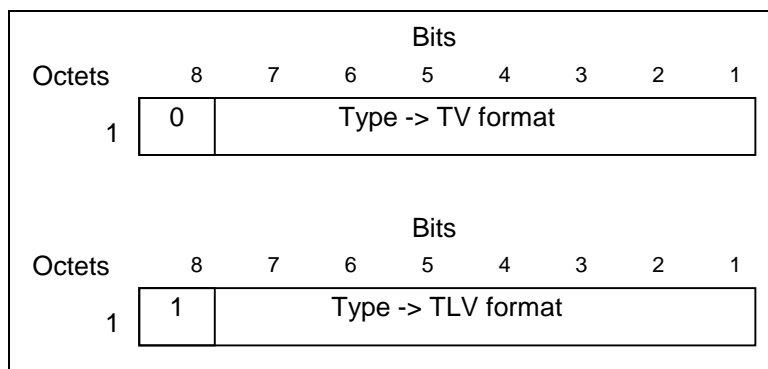 Bits
Octets 8 7 6 5 4 3 2 1
1 0 Type -> TV format
Bits
Octets 8 7 6 5 4 3 2 1
1 1 Type -> TLV format